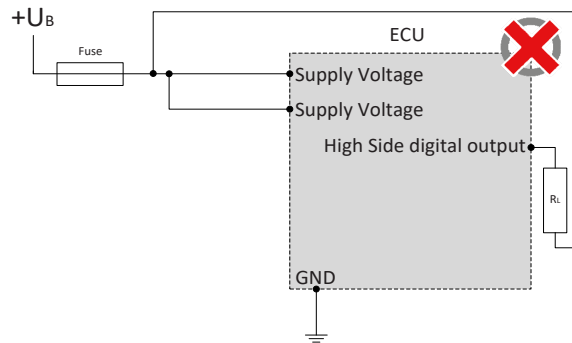 +UB
Fuse
ECU
Supply Voltage
Supply Voltage
High Side digital output
RL
GND